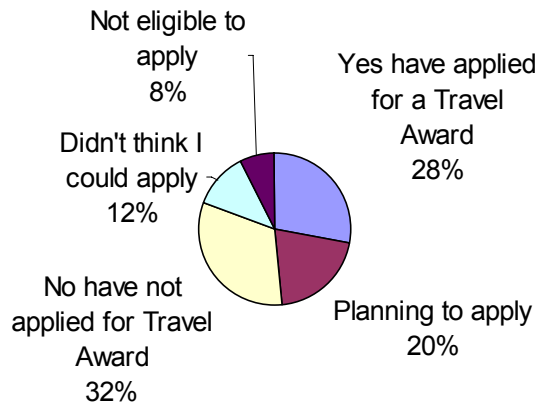 Not eligible to
apply
8%
Yes have applied
for a Travel
Award
28%
Didn't think I
could apply
12%
No have not
applied for Travel
Award
32%
Planning to apply
20%